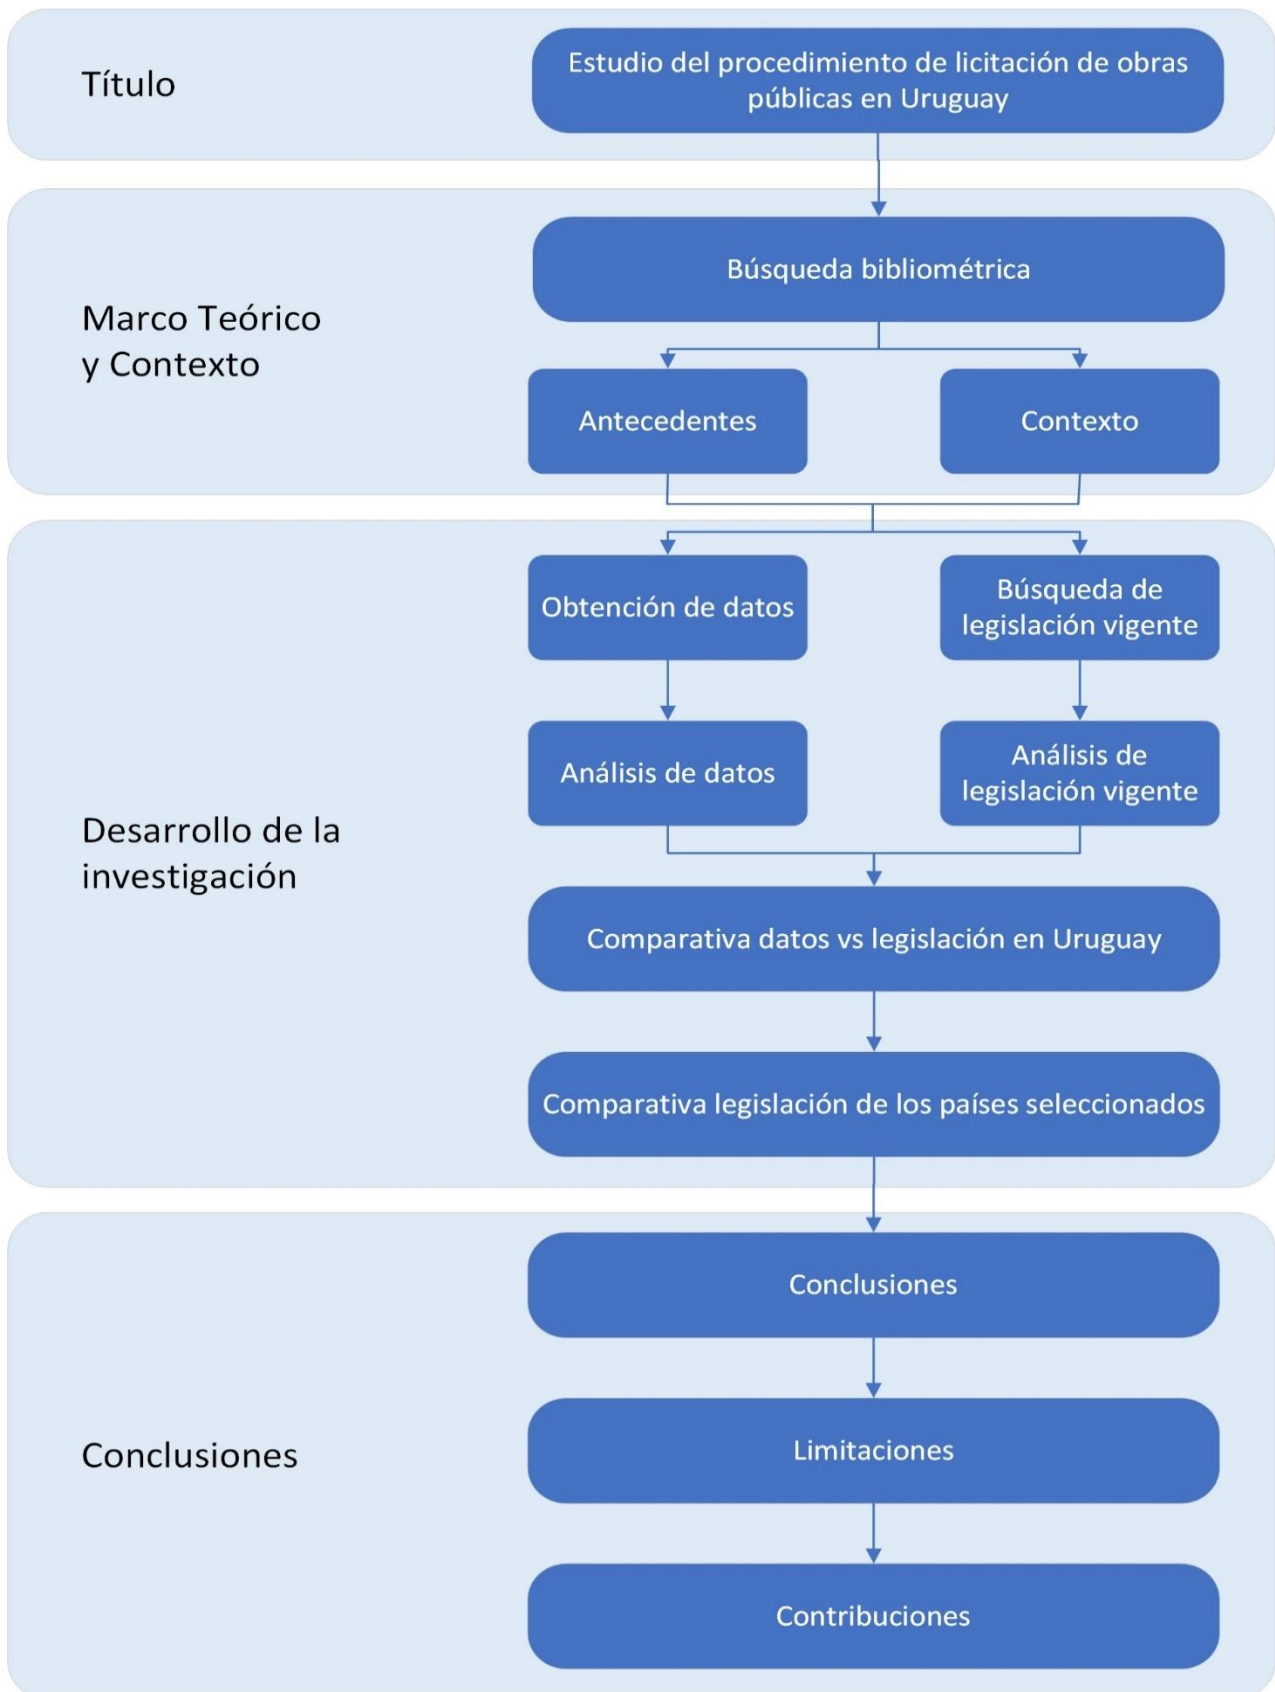 Título
Estudio del procedimiento de licitación de obras
públicas en Uruguay
Marco Teórico
y Contexto
Búsqueda bibliométrica
Antecedentes
Contexto
Desarrollo de la
investigación
Obtención de datos
Búsqueda de
legislación vigente
Análisis de datos
Análisis de
legislación vigente
Comparativa datos vs legislación en Uruguay
Comparativa legislación de los países seleccionados
Conclusiones
Conclusiones
Limitaciones
Contribuciones